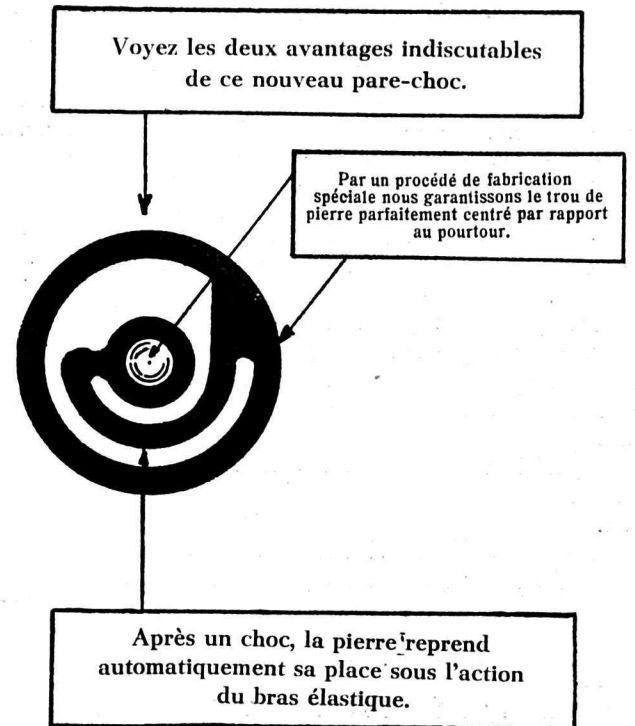 Voyez les deux avantages indiscutables
de ce nouveau pare-choc.
Par un procédé de fabrication
spéciale nous garantissons le trou de
pierre parfaitement centré par rapport
au pourtour.
Après un choc, la pierre reprend
automatiquement sa place sous l'action
du bras élastique.